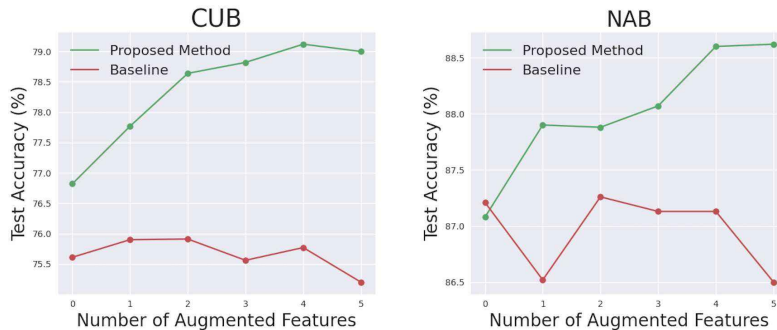 CUB
Proposed Method
Baseline
Test Accuracy (%)
79.0
78.5
78.0
77.5
77.0
76.5
76.0
75.5
0 1 2 3 4 5
Number of Augmented Features
NAB
Proposed Method
Baseline
Test Accuracy (%)
88.5
88.0
87.5
87.0
86.5
0 1 2 3 4 5
Number of Augmented Features